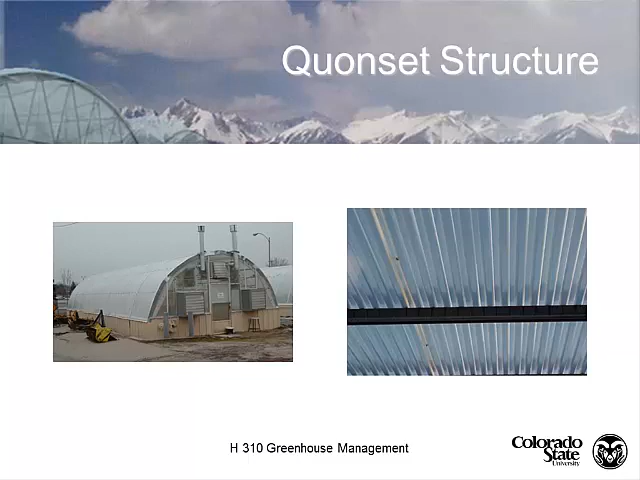 Quonset Structure
H 310 Greenhouse Management
Colorado
State
University